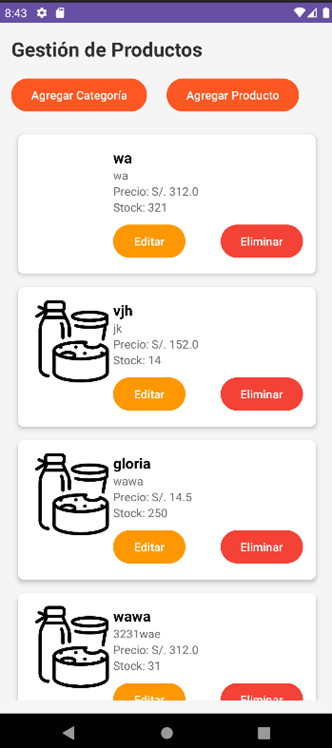 8:43
Gestión de Productos
Agregar Categoría Agregar Producto
wa
wa
Precio: S/. 312.0
Stock: 321
Editar Eliminar
vjh
jk
Precio: S/. 152.0
Stock: 14
Editar Eliminar
gloria
wawa
Precio: S/. 14.5
Stock: 250
Editar Eliminar
wawa
3231wae
Precio: S/. 312.0
Stock: 31
Editar Eliminar